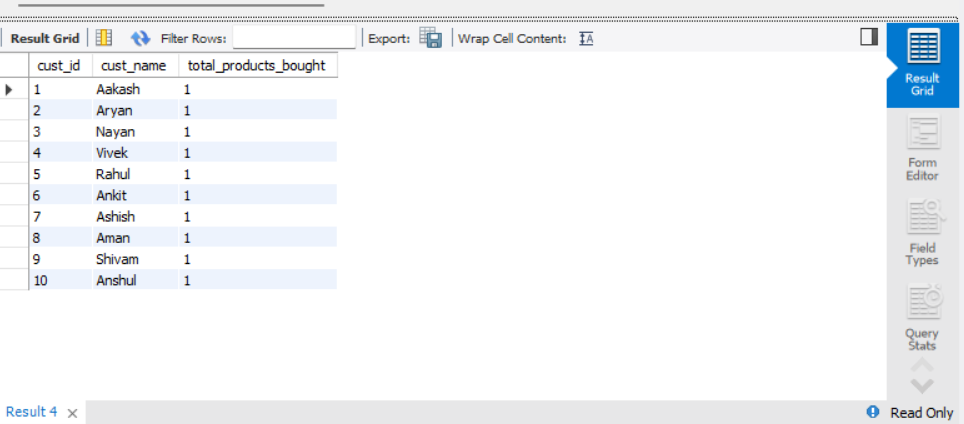 Result Grid Filter Rows: Export: Wrap Cell Content: IA
cust_id cust_name total_products_bought
1 Aakash 1
2 Aryan 1
3 Nayan 1
4 Vivek 1
5 Rahul 1
6 Ankit 1
7 Ashish 1
8 Aman 1
9 Shivam 1
10 Anshul 1
Result
Grid
Form
Editor
Field
Types
Query
Stats
Result 4 × Read Only